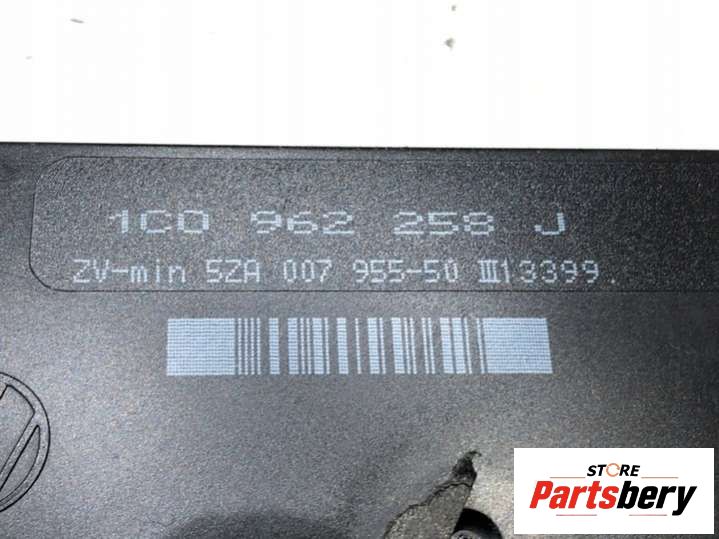 1C0 962 258 J
ZV-min 5ZA 007 955-50 III13399
STORE
Partsbery